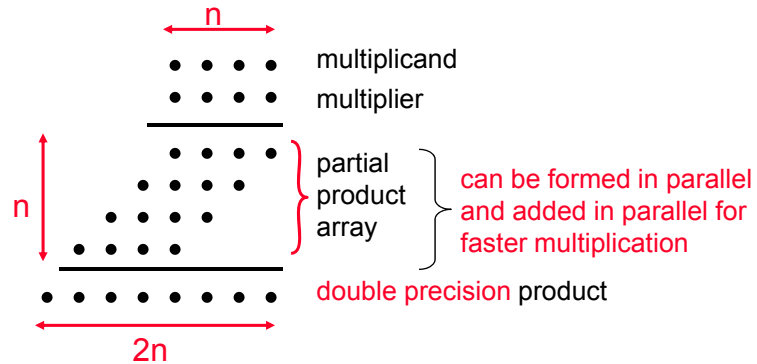 n
multiplicand
multiplier
n
partial
product
array
can be formed in parallel
and added in parallel for
faster multiplication
double precision product
2n